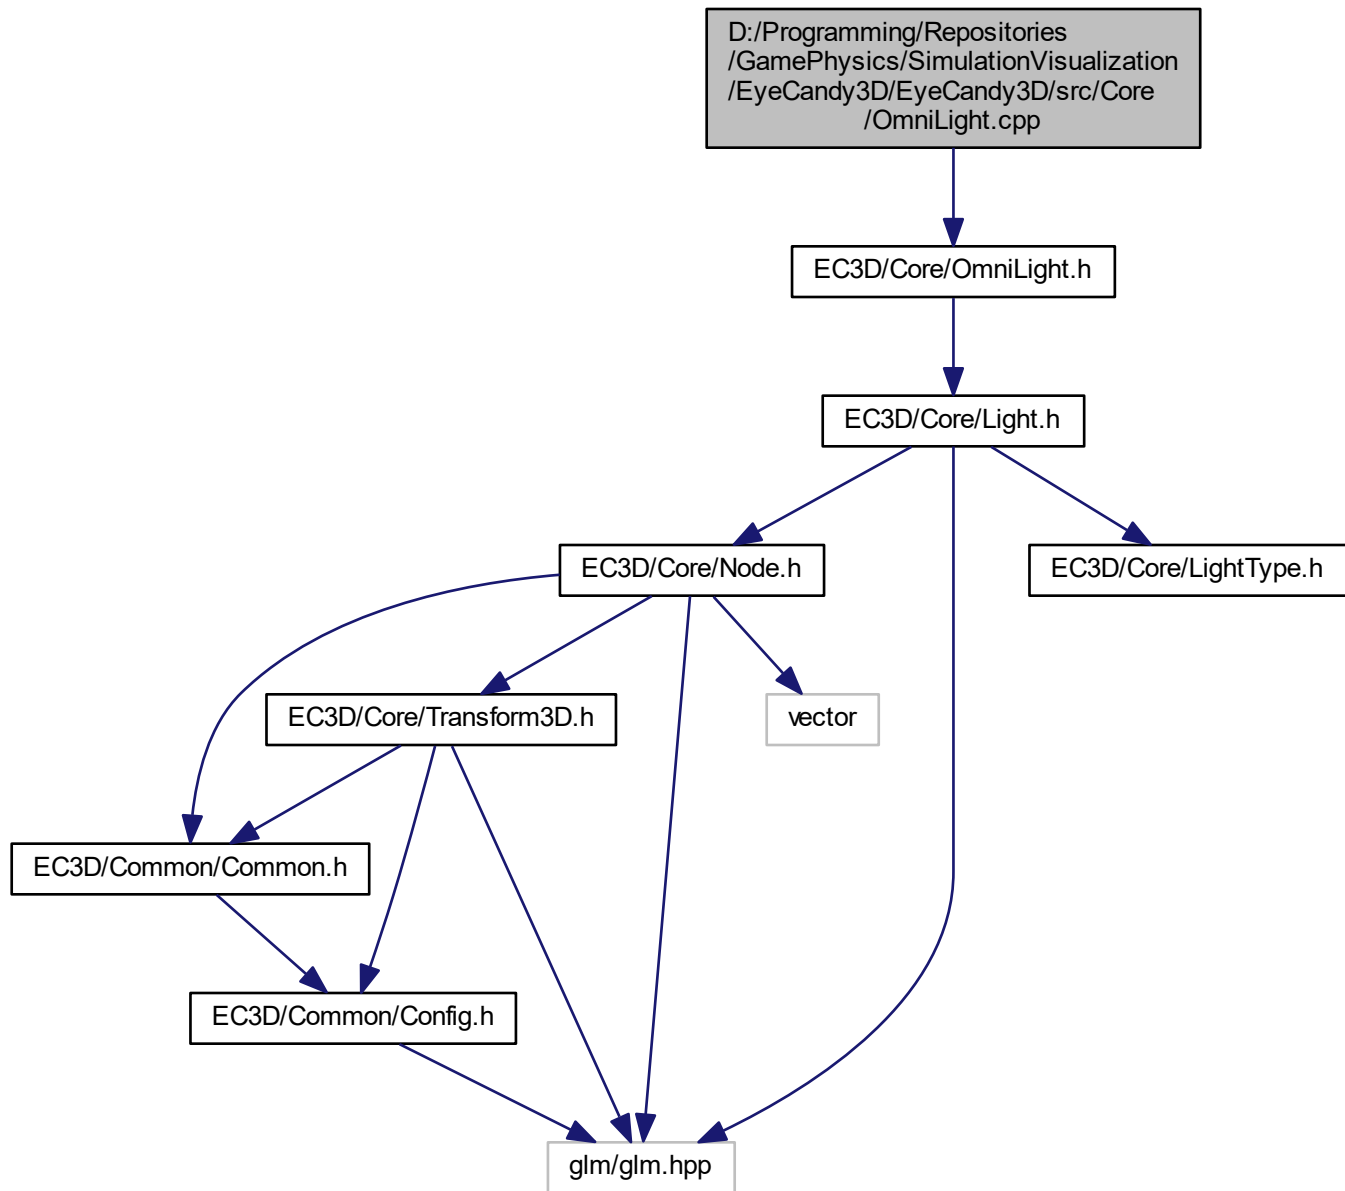 D:/Programming/Repositories
/GamePhysics/SimulationVisualization
/EyeCandy3D/EyeCandy3D/src/Core
/OmniLight.cpp
EC3D/Core/OmniLight.h
EC3D/Core/Light.h
EC3D/Core/Node.h
EC3D/Core/LightType.h
EC3D/Core/Transform3D.h
vector
EC3D/Common/Common.h
EC3D/Common/Config.h
glm/glm.hpp